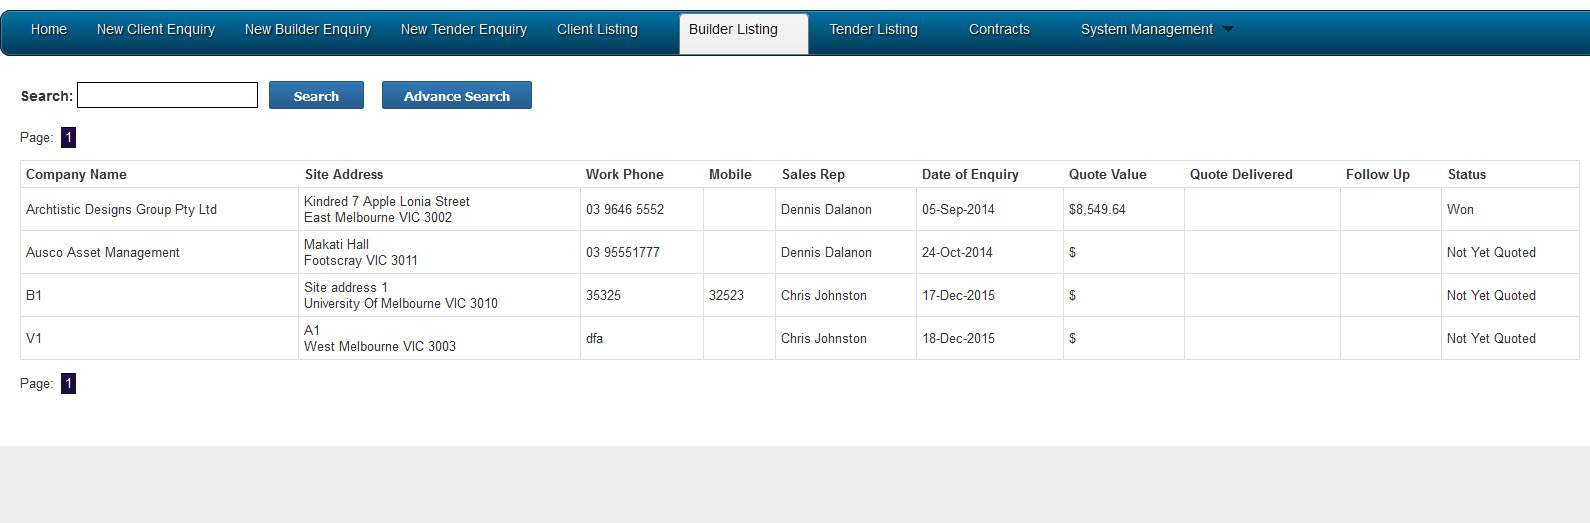 Home New Client Enquiry New Builder Enquiry New Tender Enquiry Client Listing Builder Listing Tender Listing Contracts System Management
Search: Search Advance Search
Page: 1
Company Name Site Address Work Phone Mobile Sales Rep Date of Enquiry Quote Value Quote Delivered Follow Up Status
Archtistic Designs Group Pty Ltd Kindred 7 Apple Lonia Street
East Melbourne VIC 3002 03 9646 5552 Dennis Dalanon 05-Sep-2014 $8,549.64 Won
Ausco Asset Management Makati Hall
Footscray VIC 3011 03 95551777 Dennis Dalanon 24-Oct-2014 $ Not Yet Quoted
B1 Site address 1
University Of Melbourne VIC 3010 35325 32523 Chris Johnston 17-Dec-2015 $ Not Yet Quoted
V1 A1
West Melbourne VIC 3003 dfa Chris Johnston 18-Dec-2015 $ Not Yet Quoted
Page: 1